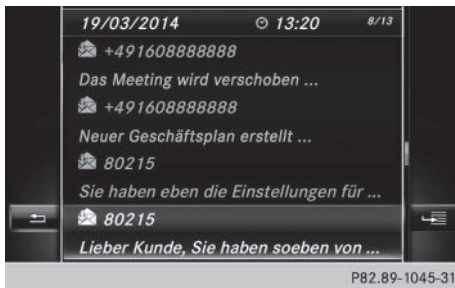 19/03/2014 13:20 8/13
+491608888888
Das Meeting wird verschoben ...
+491608888888
Neuer Geschäftsplan erstellt ...
80215
Sie haben eben die Einstellungen für ...
80215
Lieber Kunde, Sie haben soeben von ...
P82.89-1045-31